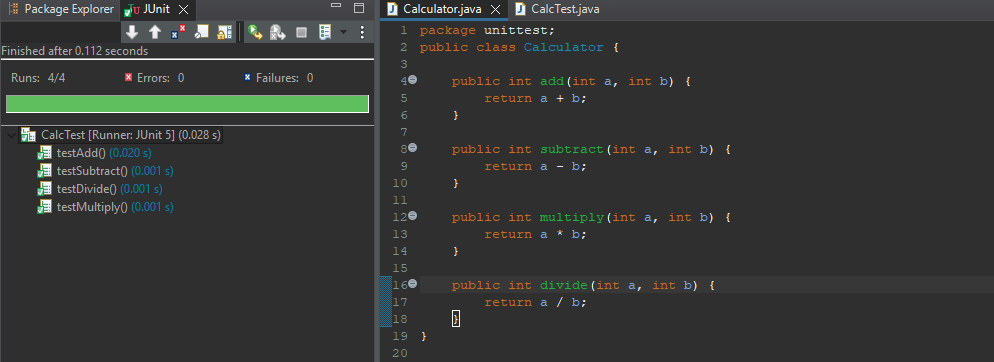 Package Explorer
JUnit
Finished after 0.112 seconds
Runs: 4/4
Errors: 0
Failures: 0
CalcTest [Runner: JUnit 5] (0.028 s)
testAdd() (0.020 s)
testSubtract() (0.001 s)
testDivide() (0.001 s)
testMultiply() (0.001 s)
Calculator.java
CalcTest.java
1 package unittest;
2 public class Calculator {
3
4 public int add(int a, int b) {
5 return a + b;
6 }
7
8 public int subtract(int a, int b) {
9 return a - b;
10 }
11
12 public int multiply(int a, int b) {
13 return a * b;
14 }
15
16 public int divide(int a, int b) {
17 return a / b;
18 }
19 }
20